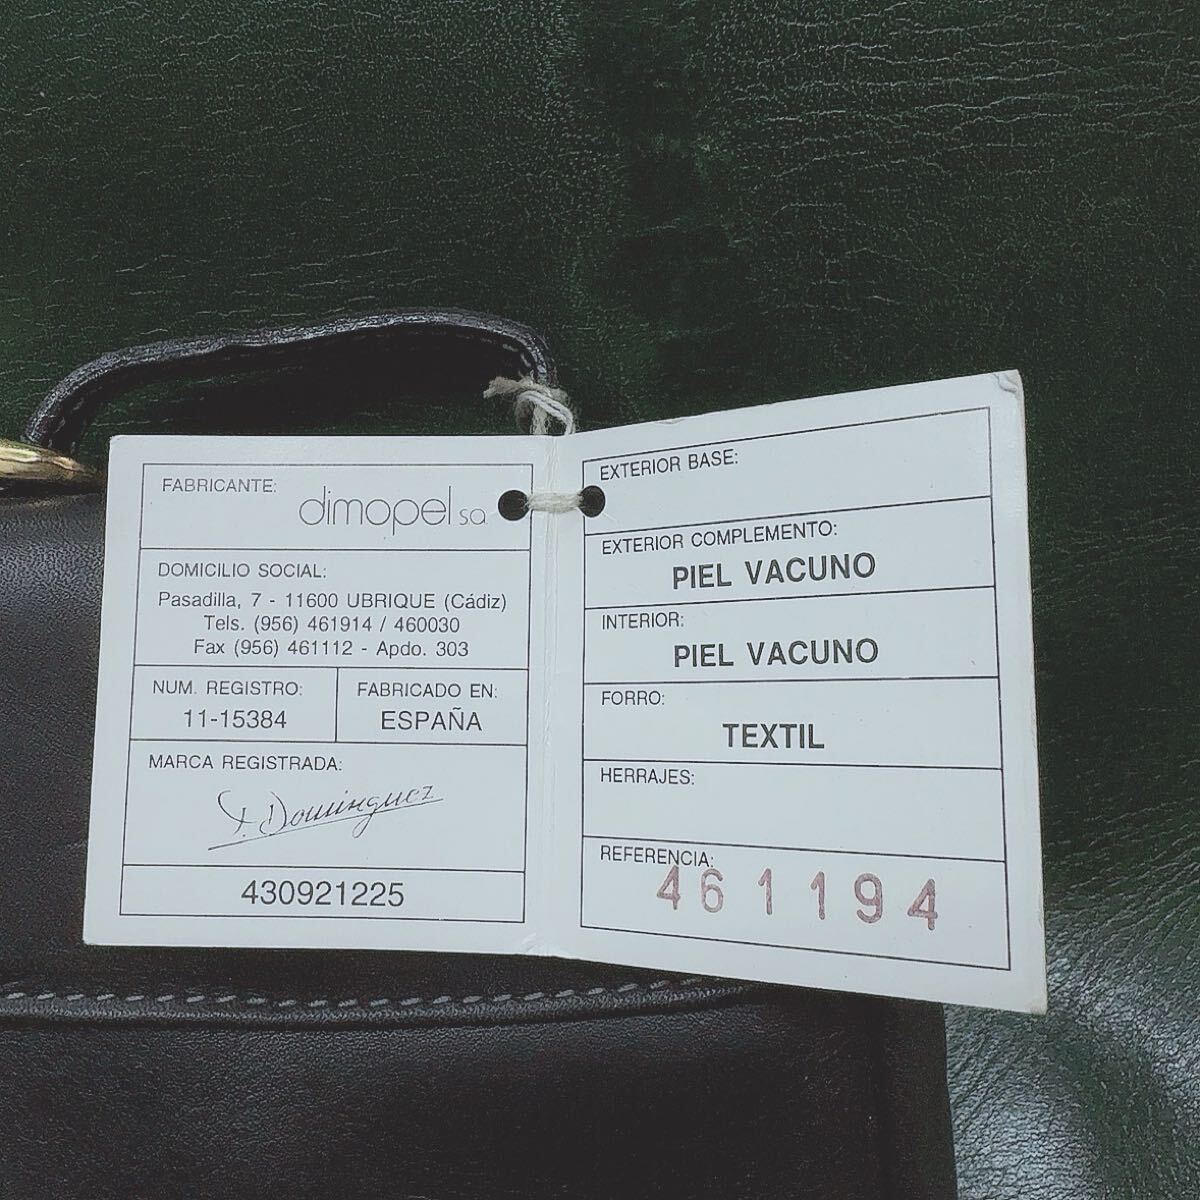 FABRICANTE:
dimopel sa.
DOMICILIO SOCIAL:
Pasadilla, 7 - 11600 UBRIQUE (Cádiz)
Tels. (956) 461914 / 460030
Fax (956) 461112 - Apdo. 303
NUM. REGISTRO:
11-15384
FABRICADO EN:
ESPAÑA
MARCA REGISTRADA:
F. Domínguez
430921225
EXTERIOR BASE:
EXTERIOR COMPLEMENTO:
PIEL VACUNO
INTERIOR:
PIEL VACUNO
FORRO:
TEXTIL
HERRAJES:
REFERENCIA:
461194